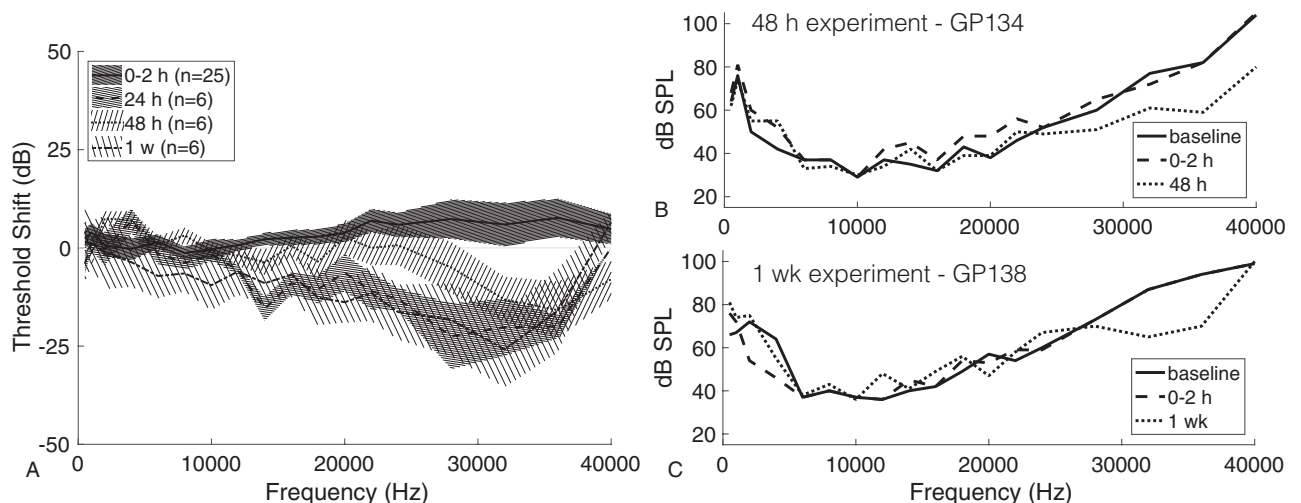 50
25
0
-25
-50
Threshold Shift (dB)
0-2 h (n=25)
24 h (n=6)
48 h (n=6)
1 w (n=6)
A
0
10000
20000
30000
40000
Frequency (Hz)
48 h experiment - GP134
100
80
60
40
20
dB SPL
baseline
0-2 h
48 h
B
0
10000
20000
30000
40000
1 wk experiment - GP138
100
80
60
40
20
dB SPL
baseline
0-2 h
1 wk
C
0
10000
20000
30000
40000
Frequency (Hz)